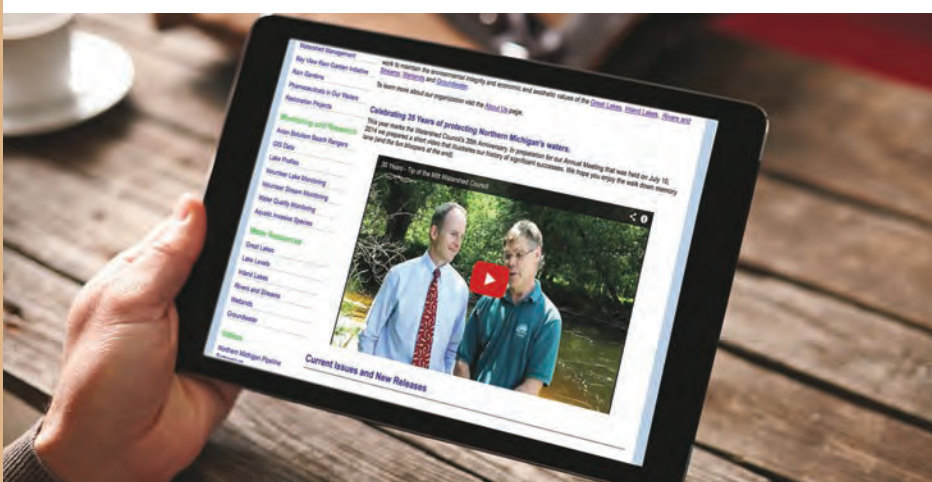 Watershed Management
Bay View Rain Garden Initiative
Rain Gardens
Pharmaceuticals in Our Waters
Restoration Projects
Monitoring and Research
Avian Botulism Beach Rangers
GIS Data
Lake Profiles
Volunteer Lake Monitoring
Volunteer Stream Monitoring
Water Quality Monitoring
Aquatic Invasive Species
Water Resources
Great Lakes
Lake Levels
Inland Lakes
Rivers and Streams
Wetlands
Groundwater
Northern Michigan Pipeline
work to maintain the environmental integrity and economic and aesthetic values of the Great Lakes, Inland Lakes, Rivers and
Streams, Wetlands and Groundwater.
To learn more about our organization visit the About Us page.
Celebrating 35 Years of protecting Northern Michigan's waters.
This year marks the Watershed Council's 35th Anniversary. In preparation for our Annual Meeting that was held on July 10,
2014 we prepared a short video that illustrates our history of significant successes. We hope you enjoy the walk down memory
lane (and the fun bloopers at the end).
35 Years - Tip of the Mitt Watershed Council
Current Issues and New Releases